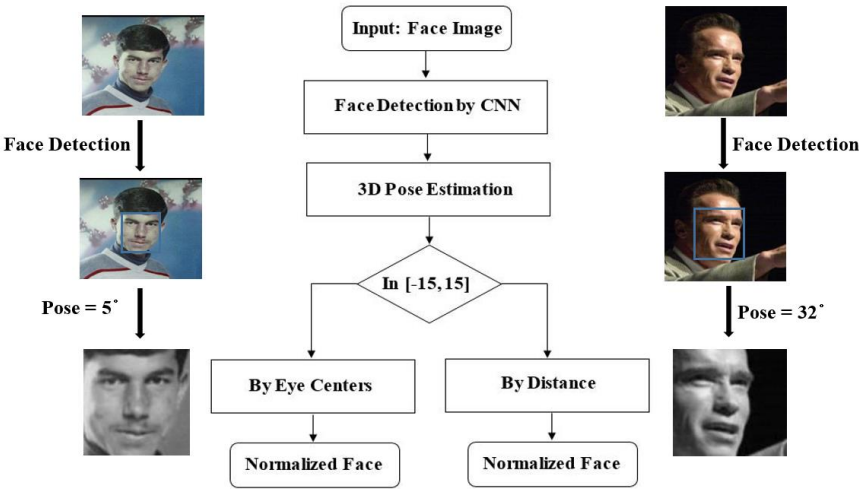 Input: Face Image
Face Detection by CNN
Face Detection
Face Detection
3D Pose Estimation
In [-15, 15]
Pose = 5°
Pose = 32°
By Eye Centers
By Distance
Normalized Face
Normalized Face